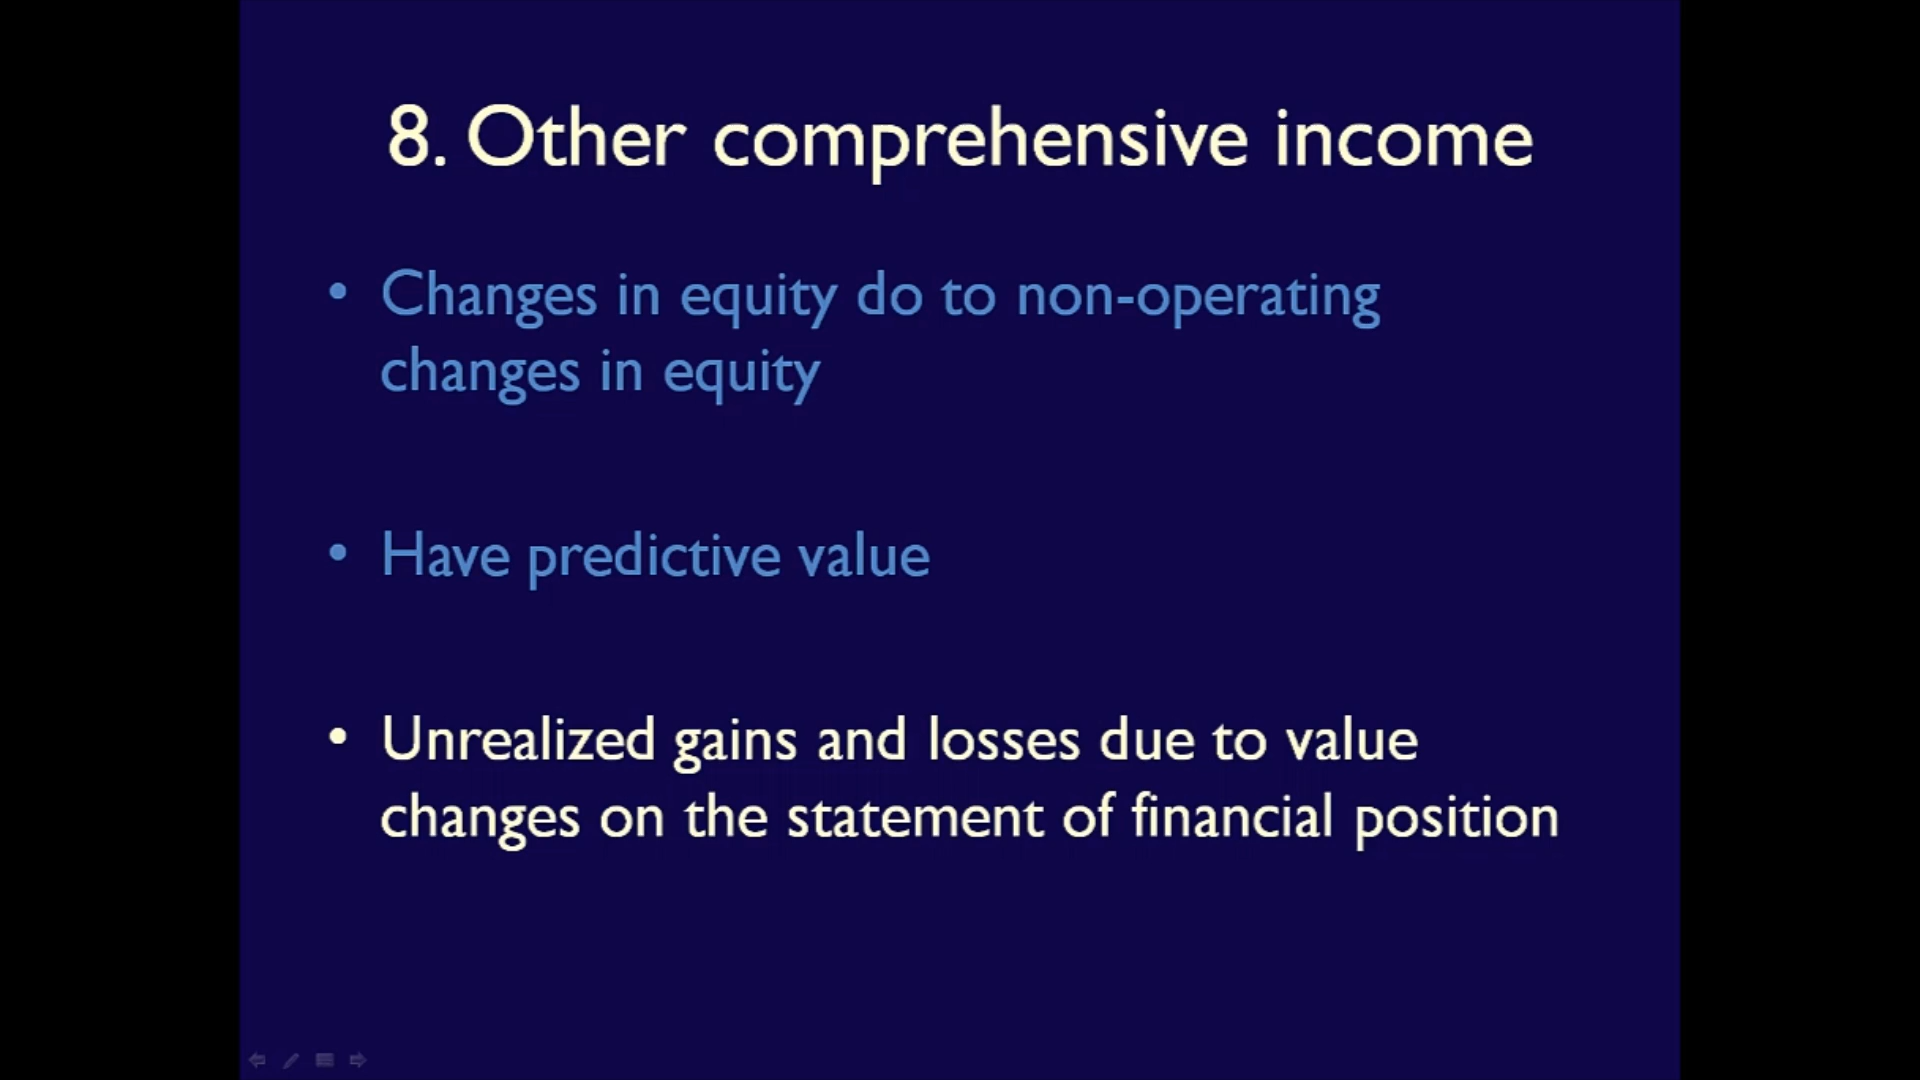 8. Other comprehensive income
• Changes in equity do to non-operating
changes in equity
• Have predictive value
• Unrealized gains and losses due to value
changes on the statement of financial position